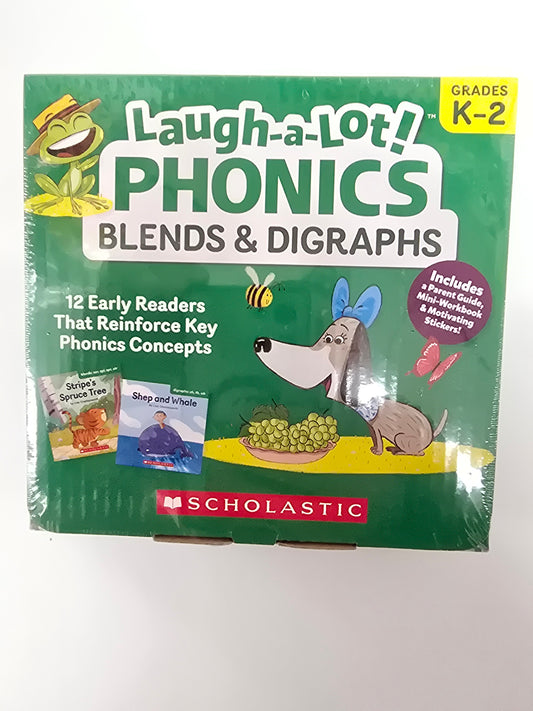 GRADES
K-2
Laugh-a-Lot!™
PHONICS
BLENDS & DIGRAPHS
12 Early Readers
That Reinforce Key
Phonics Concepts
Includes
a Parent Guide,
Mini-Workbook
& Motivating
Stickers!
Stripe's
Spruce Tree
Shep and Whale
SCHOLASTIC